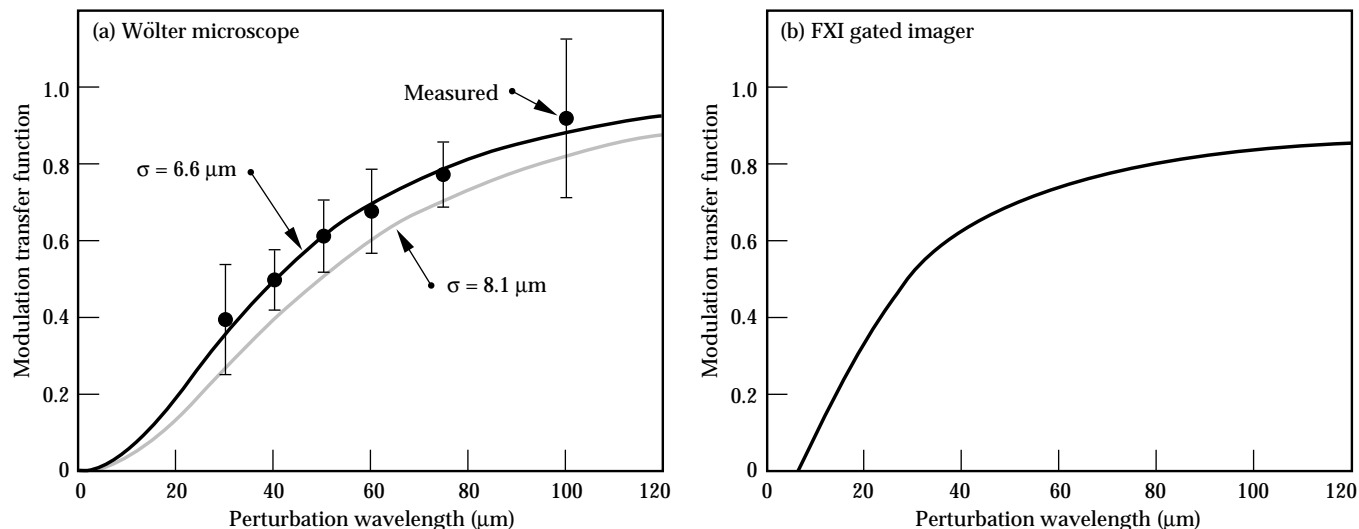 (a) Wölter microscope
Modulation transfer function
1.0
0.8
0.6
0.4
0.2
0
Measured
σ = 6.6 μm
σ = 8.1 μm
0 20 40 60 80 100 120
Perturbation wavelength (μm)
(b) FXI gated imager
Modulation transfer function
1.0
0.8
0.6
0.4
0.2
0
0 20 40 60 80 100 120
Perturbation wavelength (μm)